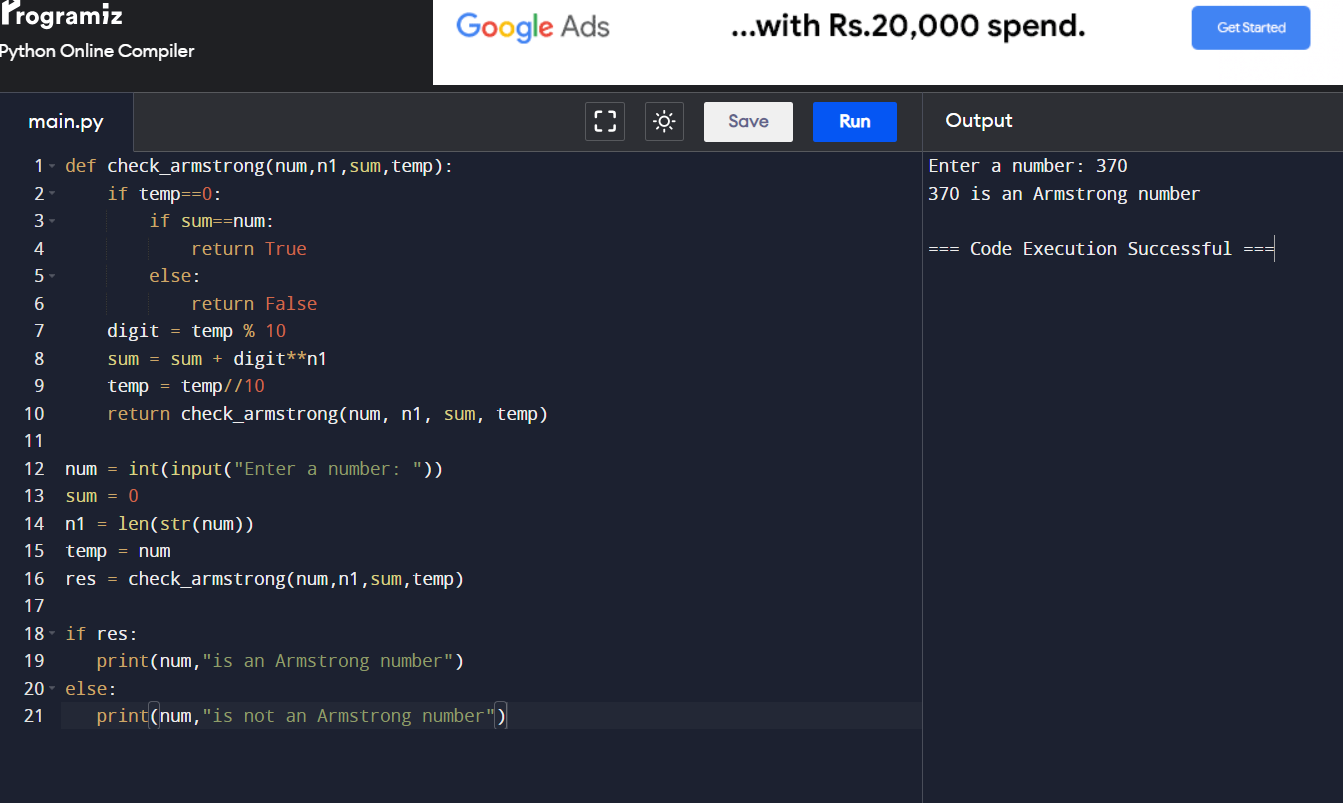 Programiz
Python Online Compiler
Google Ads
...with Rs.20,000 spend.
Get Started
main.py
Save
Run
Output
1 def check_armstrong(num,n1,sum,temp):
2     if temp==0:
3         if sum==num:
4             return True
5         else:
6             return False
7     digit = temp % 10
8     sum = sum + digit**n1
9     temp = temp//10
10     return check_armstrong(num, n1, sum, temp)
11
12 num = int(input("Enter a number: "))
13 sum = 0
14 n1 = len(str(num))
15 temp = num
16 res = check_armstrong(num,n1,sum,temp)
17
18 if res:
19    print(num,"is an Armstrong number")
20 else:
21    print(num,"is not an Armstrong number")
Enter a number: 370
370 is an Armstrong number
=== Code Execution Successful ===